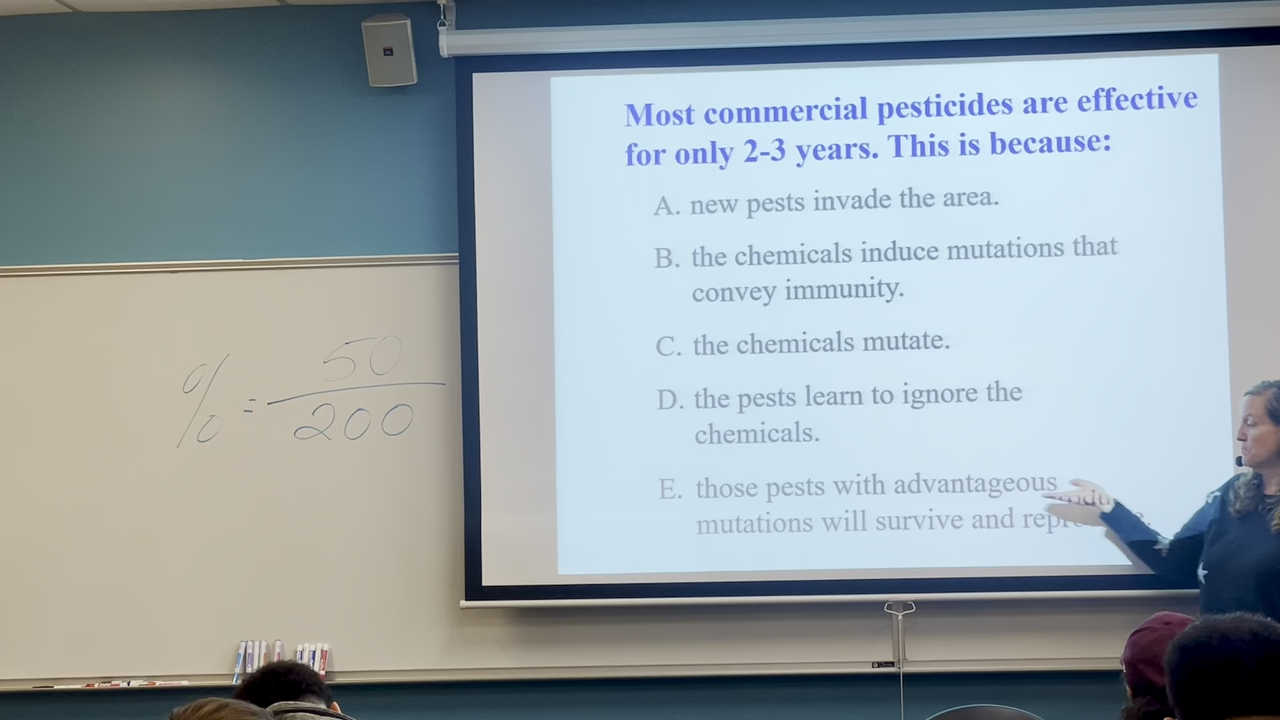 Most commercial pesticides are effective
for only 2-3 years. This is because:
A. new pests invade the area.
B. the chemicals induce mutations that
convey immunity.
C. the chemicals mutate.
D. the pests learn to ignore the
chemicals.
E. those pests with advantageous
mutations will survive and
% = 50
200